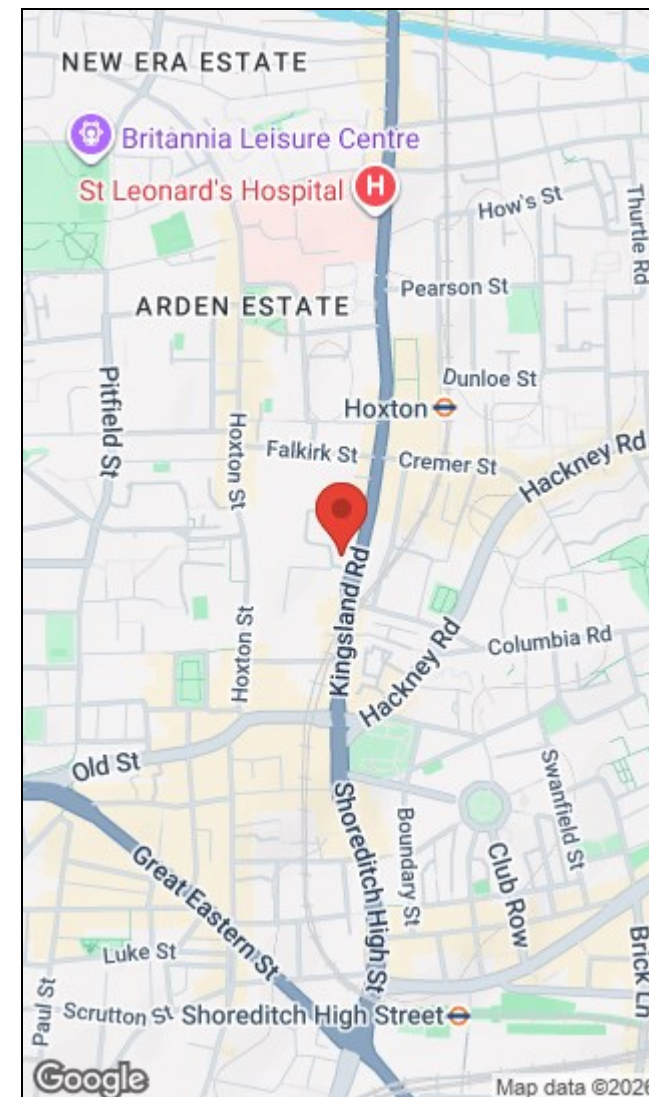 NEW ERA ESTATE
Britannia Leisure Centre
St Leonard's Hospital
H
How's St
Thurtle Rd
Pearson St
ARDEN ESTATE
Dunloe St
Pitfield St
Hoxton
Hoxton St
Falkirk St
Cremer St
Hackney Rd
Kingsland Rd
Hoxton St
Columbia Rd
Hackney Rd
Old St
Swanfield St
Shoreditch High St
Boundary St
Club Row
Great Eastern St
Luke St
Brick Ln
Paul St
Scrutton St
Shoreditch High Street
Google
Map data ©2026